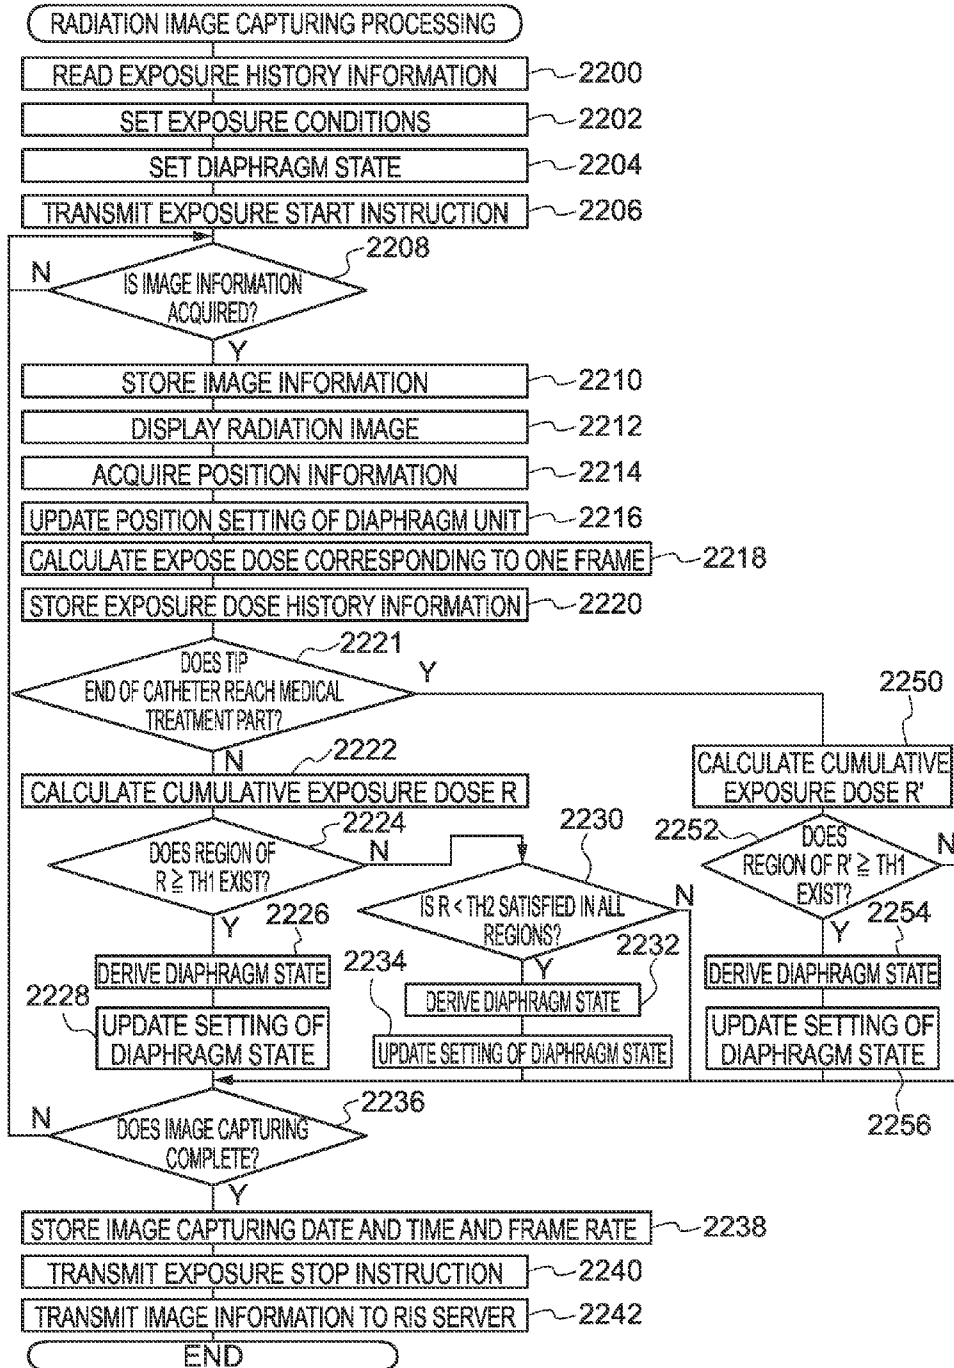 RADIATION IMAGE CAPTURING PROCESSING
READ EXPOSURE HISTORY INFORMATION
2200
SET EXPOSURE CONDITIONS
2202
SET DIAPHRAGM STATE
2204
TRANSMIT EXPOSURE START INSTRUCTION
2206
2208
N
IS IMAGE INFORMATION
ACQUIRED?
Y
STORE IMAGE INFORMATION
2210
DISPLAY RADIATION IMAGE
2212
ACQUIRE POSITION INFORMATION
2214
UPDATE POSITION SETTING OF DIAPHRAGM UNIT
2216
CALCULATE EXPOSE DOSE CORRESPONDING TO ONE FRAME
2218
STORE EXPOSURE DOSE HISTORY INFORMATION
2220
2221
DOES TIP
END OF CATHETER REACH MEDICAL
TREATMENT PART?
Y
N
2222
CALCULATE CUMULATIVE EXPOSURE DOSE R
2224
DOES REGION OF
R ≧ TH1 EXIST?
N
Y
2226
DERIVE DIAPHRAGM STATE
2228
UPDATE SETTING OF
DIAPHRAGM STATE
2230
IS R < TH2 SATISFIED IN ALL
REGIONS?
N
Y
2232
DERIVE DIAPHRAGM STATE
2234
UPDATE SETTING OF DIAPHRAGM STATE
2250
CALCULATE CUMULATIVE
EXPOSURE DOSE R'
2252
DOES
REGION OF R' ≧ TH1
EXIST?
N
Y
2254
DERIVE DIAPHRAGM STATE
UPDATE SETTING OF
DIAPHRAGM STATE
2256
2236
N
DOES IMAGE CAPTURING
COMPLETE?
Y
STORE IMAGE CAPTURING DATE AND TIME AND FRAME RATE
2238
TRANSMIT EXPOSURE STOP INSTRUCTION
2240
TRANSMIT IMAGE INFORMATION TO RIS SERVER
2242
END